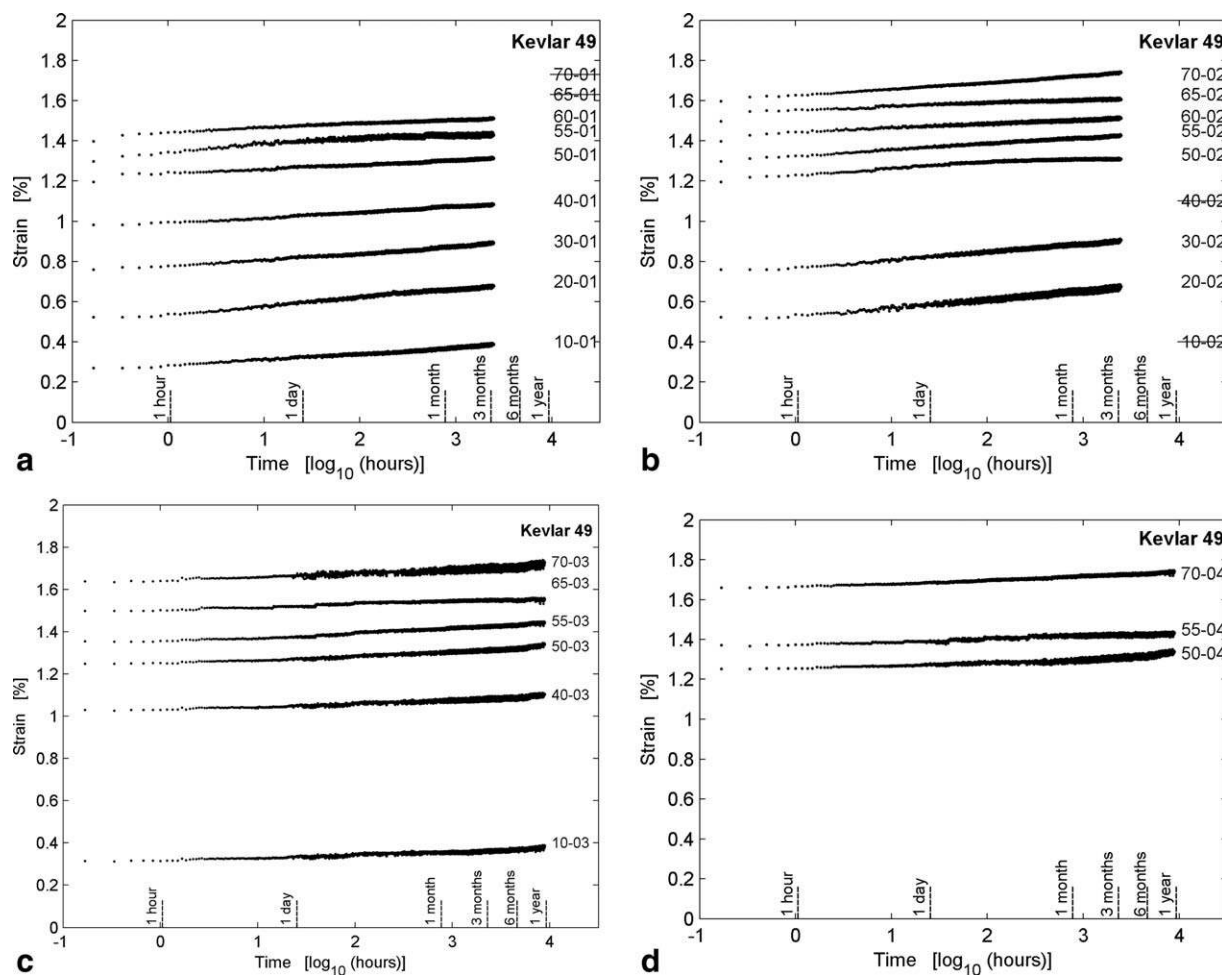 2
1.8
1.6
1.4
1.2
1
0.8
0.6
0.4
0.2
0
Strain [%]
Kevlar 49
70-01
65-01
60-01
55-01
50-01
40-01
30-01
20-01
10-01
1 hour
1 day
1 month
3 months
6 months
1 year
-1 0 1 2 3 4
Time [log10 (hours)]
a
2
1.8
1.6
1.4
1.2
1
0.8
0.6
0.4
0.2
0
Strain [%]
Kevlar 49
70-02
65-02
60-02
55-02
50-02
40-02
30-02
20-02
10-02
1 hour
1 day
1 month
3 months
6 months
1 year
-1 0 1 2 3 4
Time [log10 (hours)]
b
2
1.8
1.6
1.4
1.2
1
0.8
0.6
0.4
0.2
0
Strain [%]
Kevlar 49
70-03
65-03
55-03
50-03
40-03
10-03
1 hour
1 day
1 month
3 months
6 months
1 year
-1 0 1 2 3 4
Time [log10 (hours)]
c
2
1.8
1.6
1.4
1.2
1
0.8
0.6
0.4
0.2
0
Strain [%]
Kevlar 49
70-04
55-04
50-04
1 hour
1 day
1 month
3 months
6 months
1 year
-1 0 1 2 3 4
Time [log10 (hours)]
d